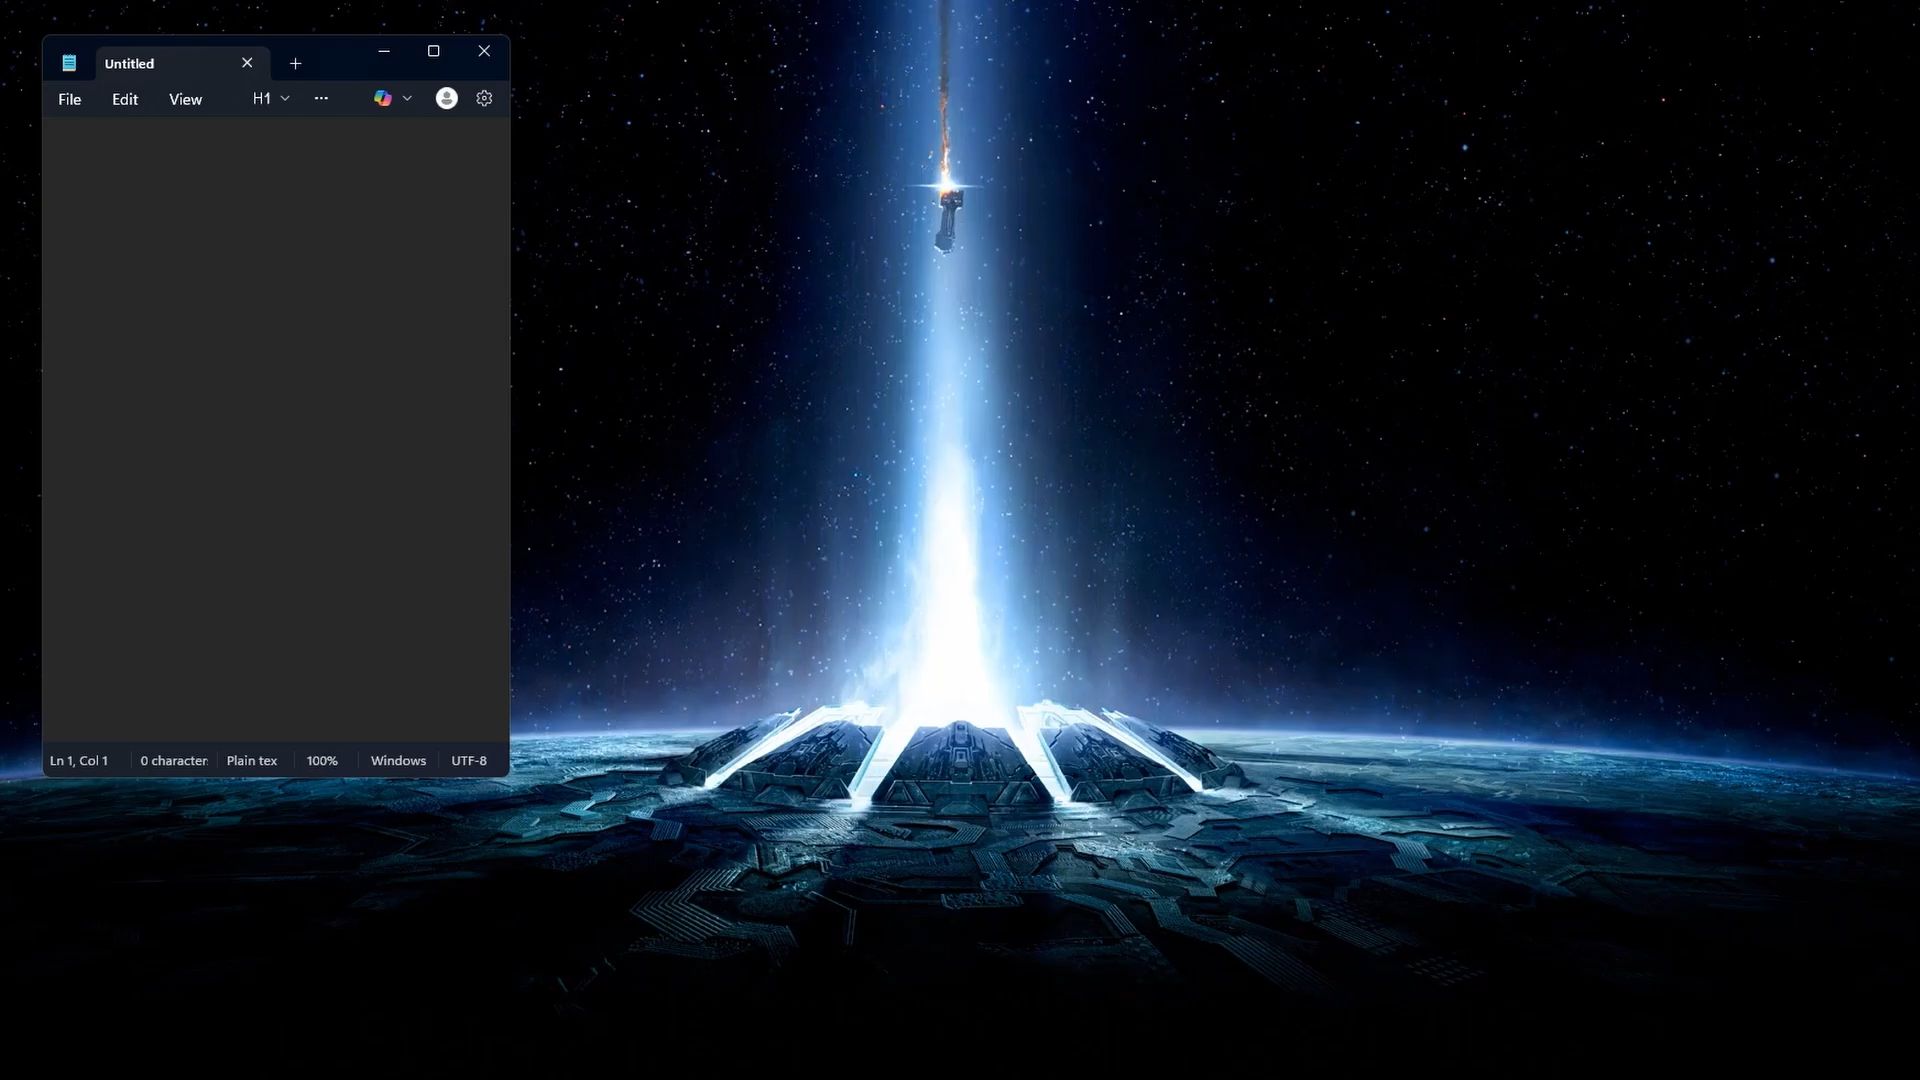 Untitled
File Edit View H1 ...
Ln 1, Col 1 0 character Plain tex 100% Windows UTF-8